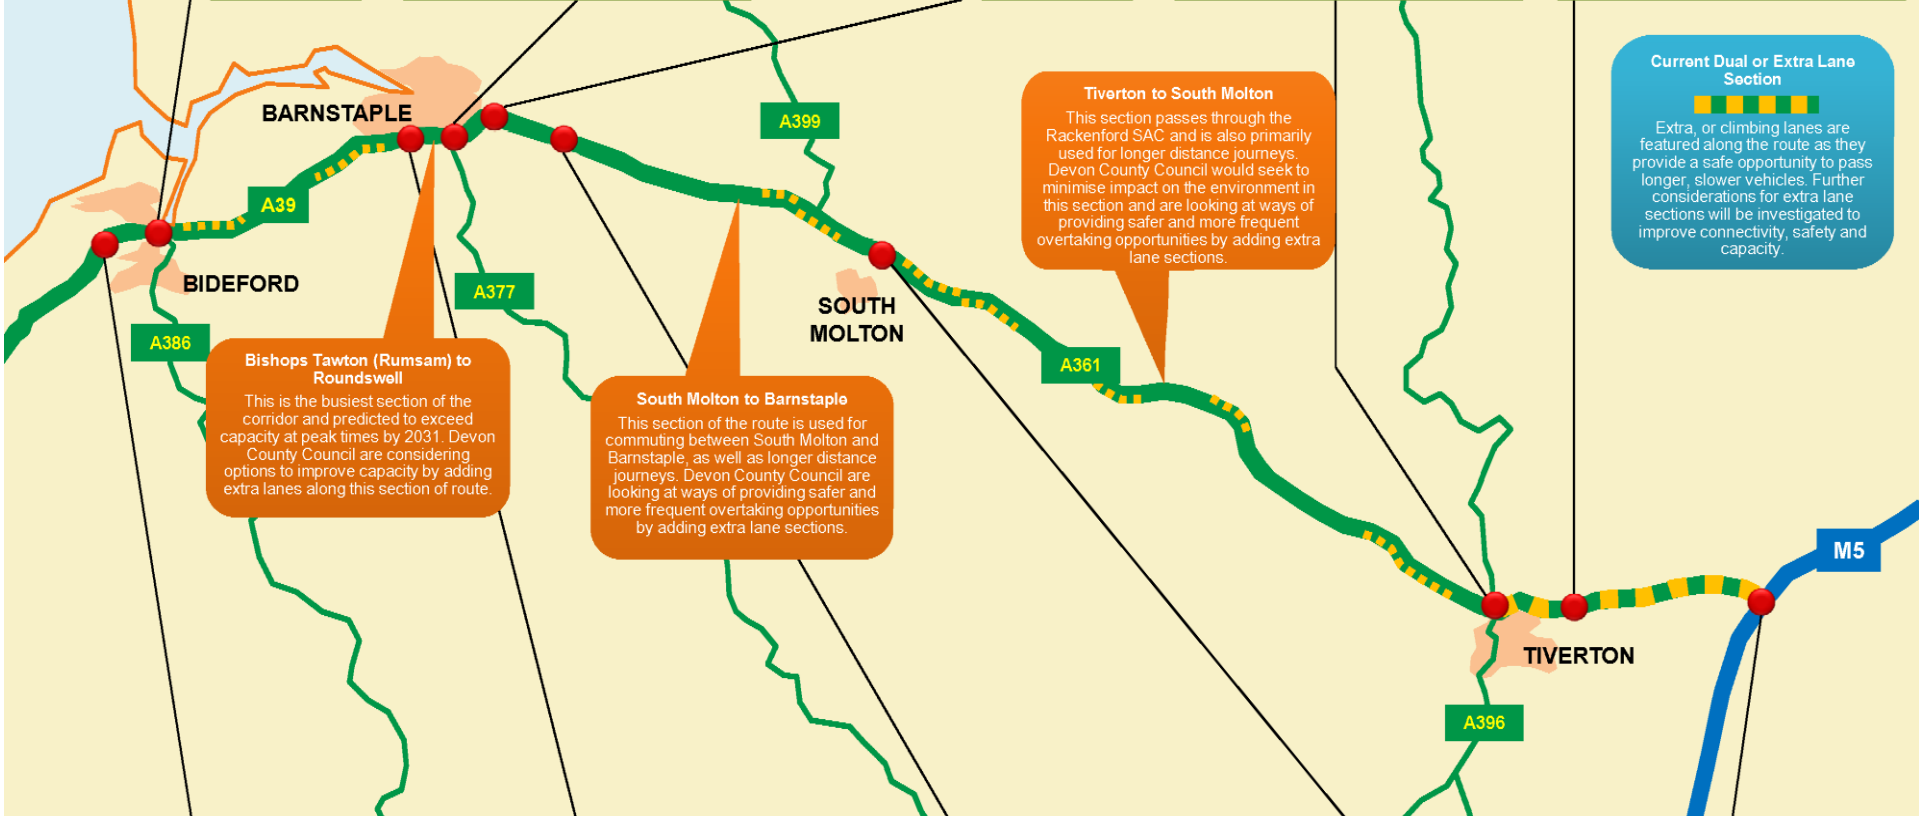 BARNSTAPLE
A39
BIDEFORD
A386
A377
A399
SOUTH
MOLTON
A361
TIVERTON
A396
M5
Bishops Tawton (Rumsam) to
Roundswell
This is the busiest section of the
corridor and predicted to exceed
capacity at peak times by 2031. Devon
County Council are considering
options to improve capacity by adding
extra lanes along this section of route.
South Molton to Barnstaple
This section of the route is used for
commuting between South Molton and
Barnstaple, as well as longer distance
journeys. Devon County Council are
looking at ways of providing safer and
more frequent overtaking opportunities
by adding extra lane sections.
Tiverton to South Molton
This section passes through the
Rackenford SAC and is also primarily
used for longer distance journeys.
Devon County Council would seek to
minimise impact on the environment in
this section and are looking at ways of
providing safer and more frequent
overtaking opportunities by adding extra
lane sections.
Current Dual or Extra Lane
Section
Extra, or climbing lanes are
featured along the route as they
provide a safe opportunity to pass
longer, slower vehicles. Further
considerations for extra lane
sections will be investigated to
improve connectivity, safety and
capacity.